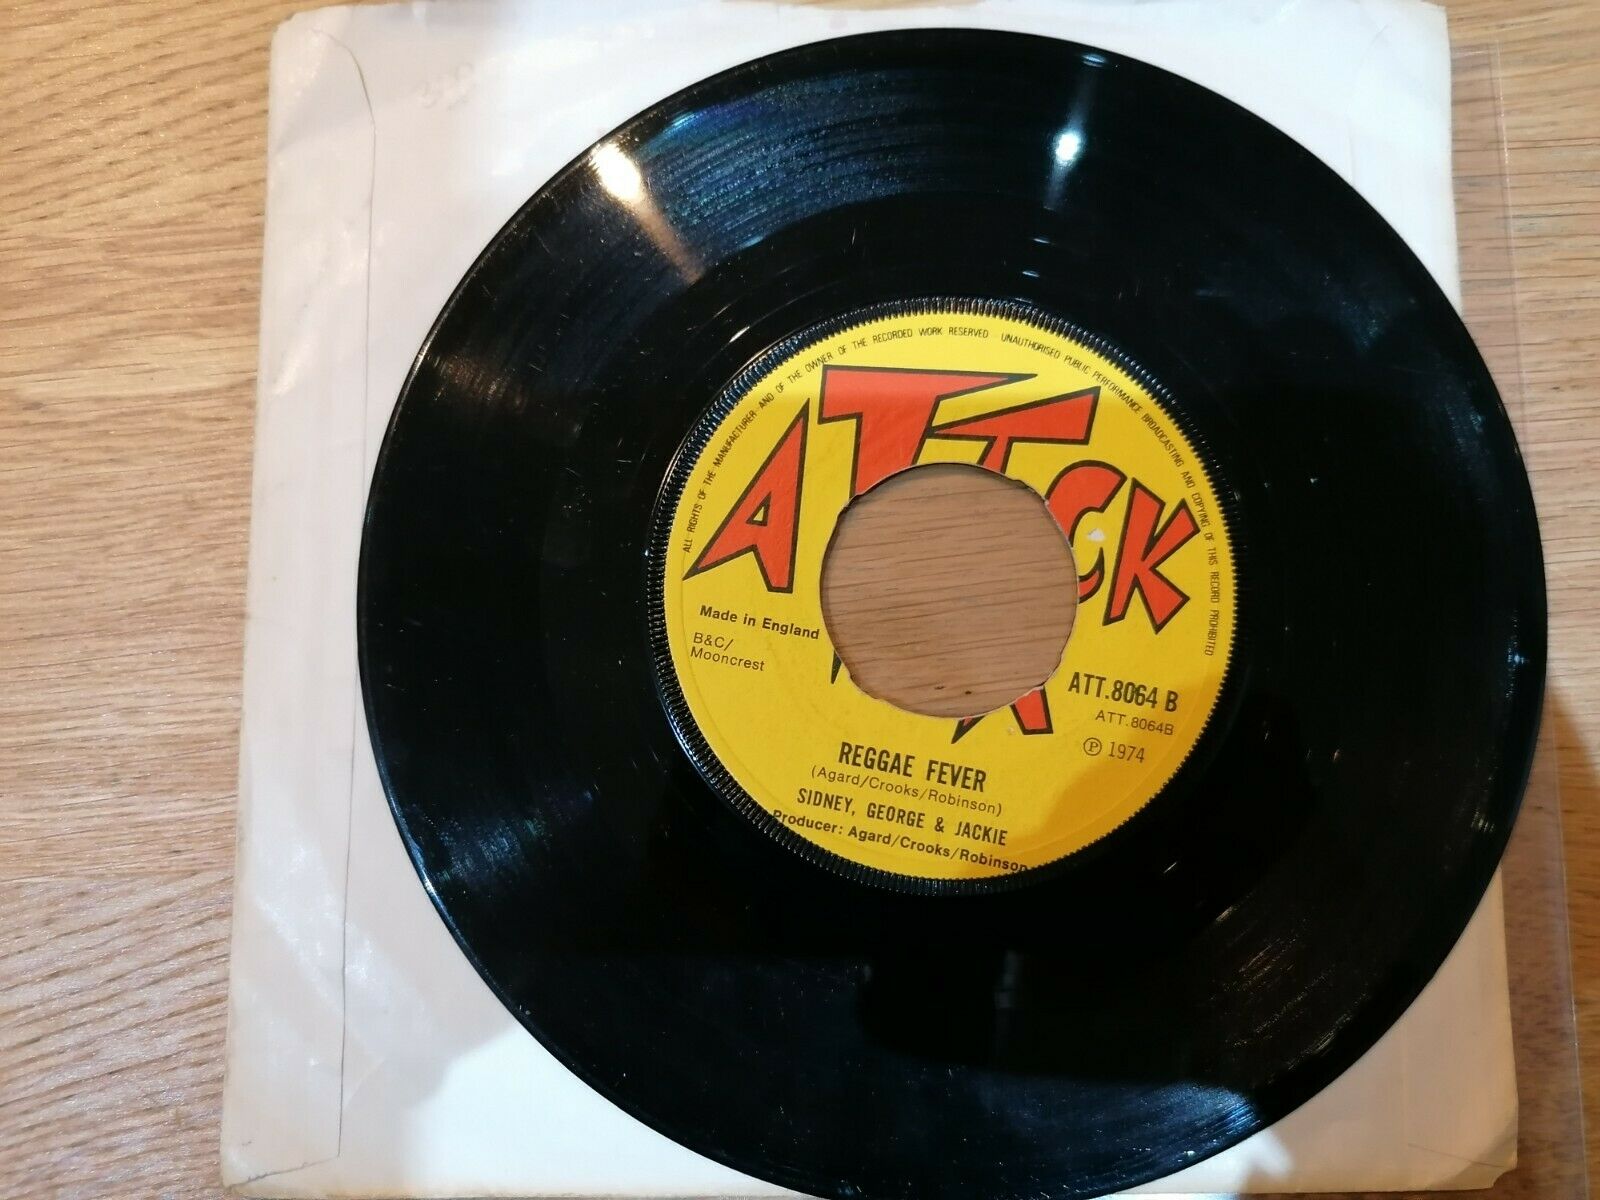 ALL RIGHTS OF THE MANUFACTURER AND OF THE OWNER OF THE RECORDED WORK RESERVED · UNAUTHORISED PUBLIC PERFORMANCE BROADCASTING AND COPYING OF THIS RECORD PROHIBITED
ATTACK
Made in England
B&C/
Mooncrest
ATT.8064 B
ATT.8064B
Ⓟ 1974
REGGAE FEVER
(Agard/Crooks/Robinson)
SIDNEY, GEORGE & JACKIE
Producer: Agard/Crooks/Robinson